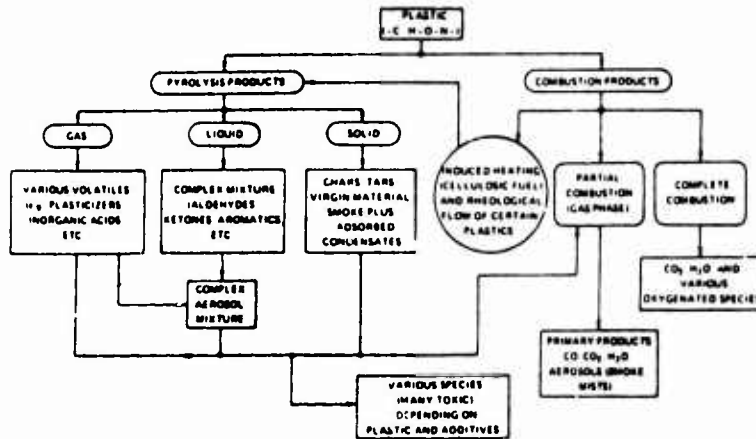 PLASTIC
(-C H-O-N-)
PYROLYSIS PRODUCTS
COMBUSTION PRODUCTS
GAS
LIQUID
SOLID
VARIOUS VOLATILES
(eg PLASTICIZERS
INORGANIC ACIDS
ETC
COMPLEX MIXTURE
(ALDEHYDES
KETONES AROMATICS
ETC
CHARS TARS
VIRGIN MATERIAL
SMOKE PLUS
ADSORBED
CONDENSATES
INDUCED HEATING
(CELLULOSIC FUEL)
AND RHEOLOGICAL
FLOW OF CERTAIN
PLASTICS
PARTIAL
COMBUSTION
(GAS PHASE)
COMPLETE
COMBUSTION
COMPLEX
AEROSOL
MIXTURE
CO₂ H₂O AND
VARIOUS
OXYGENATED SPECIES
PRIMARY PRODUCTS
CO CO₂ H₂O
AEROSOLS (SMOKE
MISTS)
VARIOUS SPECIES
(MANY TOXIC)
DEPENDING ON
PLASTIC AND ADDITIVES